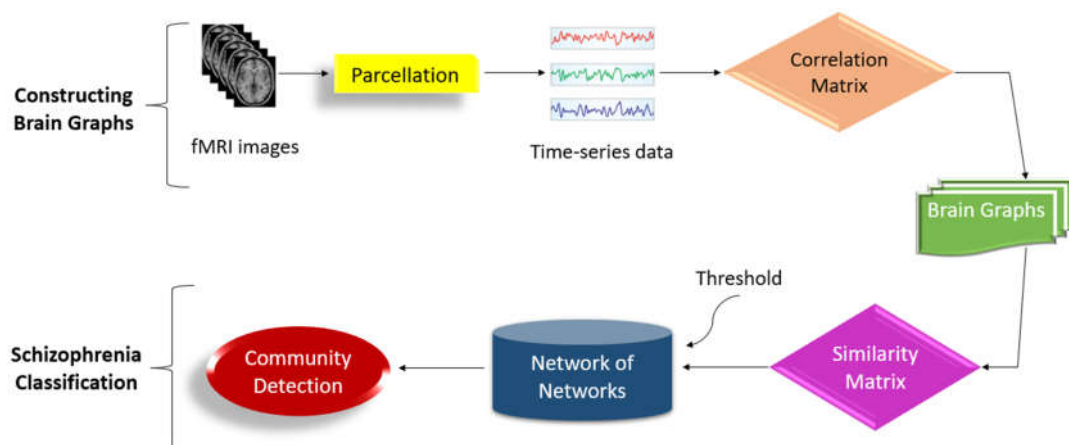 Constructing
Brain Graphs
fMRI images
Parcellation
Time-series data
Correlation
Matrix
Brain Graphs
Schizophrenia
Classification
Community
Detection
Network of
Networks
Threshold
Similarity
Matrix